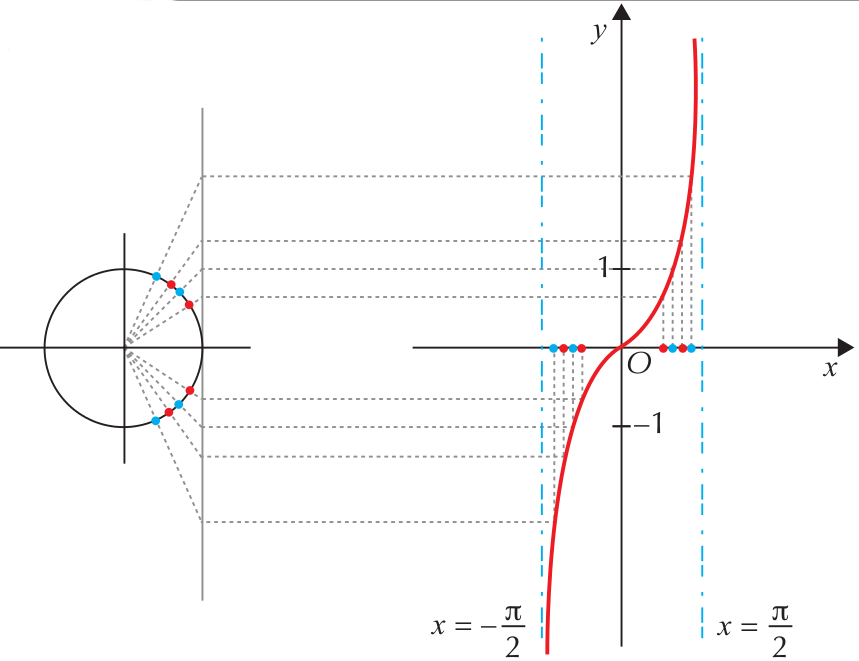 y
1
O
x
–1
x = – π/2
x = π/2